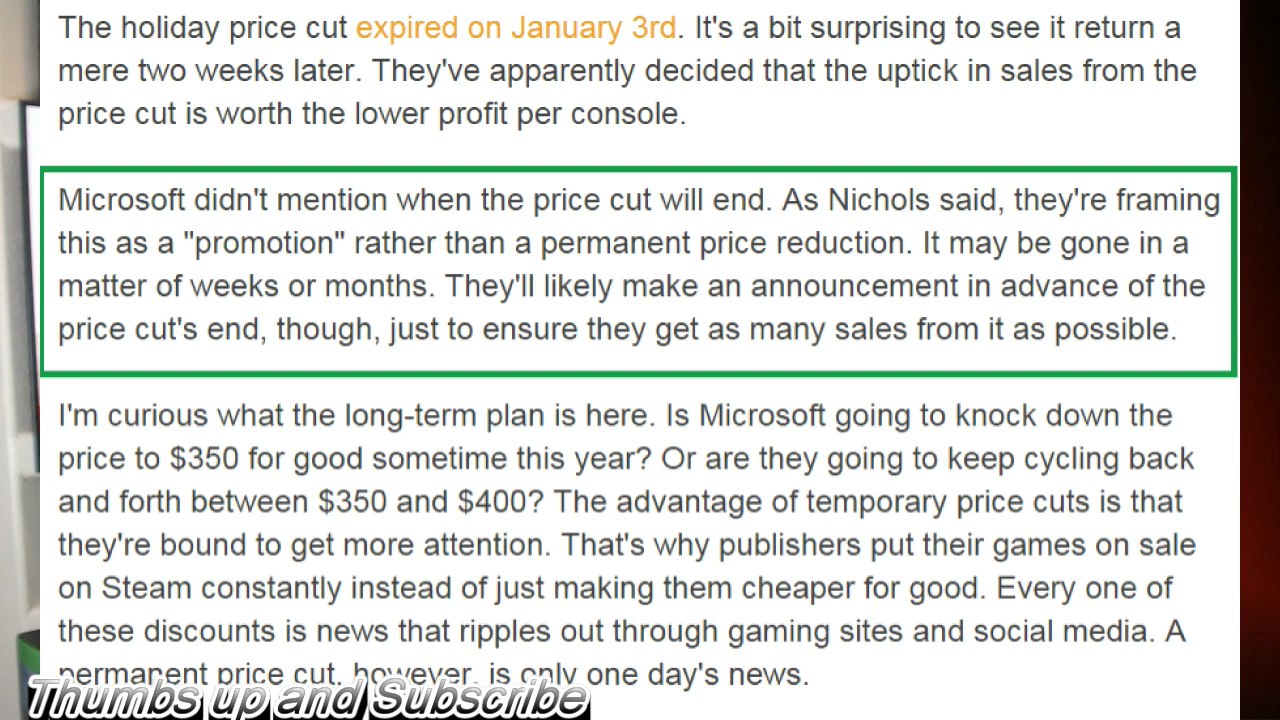 The holiday price cut expired on January 3rd. It's a bit surprising to see it return a
mere two weeks later. They've apparently decided that the uptick in sales from the
price cut is worth the lower profit per console.
Microsoft didn't mention when the price cut will end. As Nichols said, they're framing
this as a "promotion" rather than a permanent price reduction. It may be gone in a
matter of weeks or months. They'll likely make an announcement in advance of the
price cut's end, though, just to ensure they get as many sales from it as possible.
I'm curious what the long-term plan is here. Is Microsoft going to knock down the
price to $350 for good sometime this year? Or are they going to keep cycling back
and forth between $350 and $400? The advantage of temporary price cuts is that
they're bound to get more attention. That's why publishers put their games on sale
on Steam constantly instead of just making them cheaper for good. Every one of
these discounts is news that ripples out through gaming sites and social media. A
permanent price cut, however, is only one day's news.
Thumbs up and Subscribe